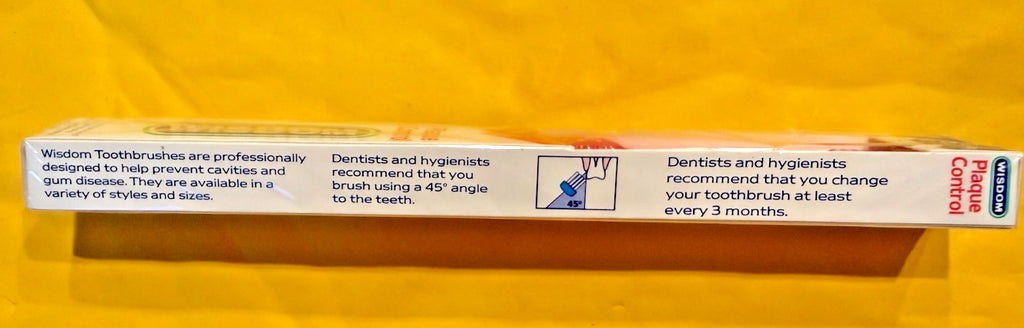 Wisdom Toothbrushes are professionally
designed to help prevent cavities and
gum disease. They are available in a
variety of styles and sizes.
Dentists and hygienists
recommend that you
brush using a 45° angle
to the teeth.
45°
Dentists and hygienists
recommend that you change
your toothbrush at least
every 3 months.
WISDOM
Plaque
Control
WISDOM